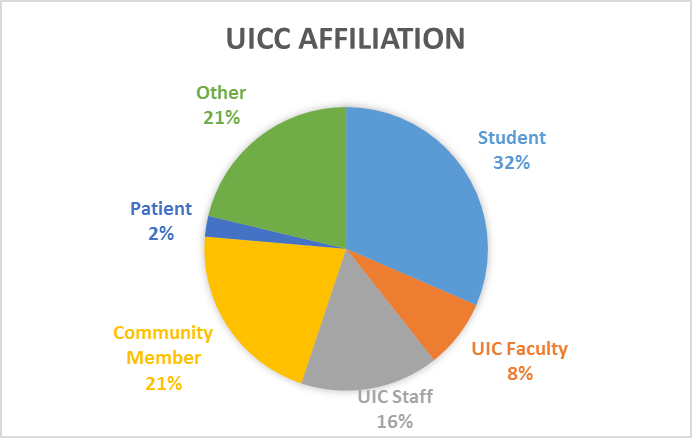 UICC AFFILIATION
Other
21%
Student
32%
Patient
2%
Community
Member
21%
UIC Faculty
8%
UIC Staff
16%